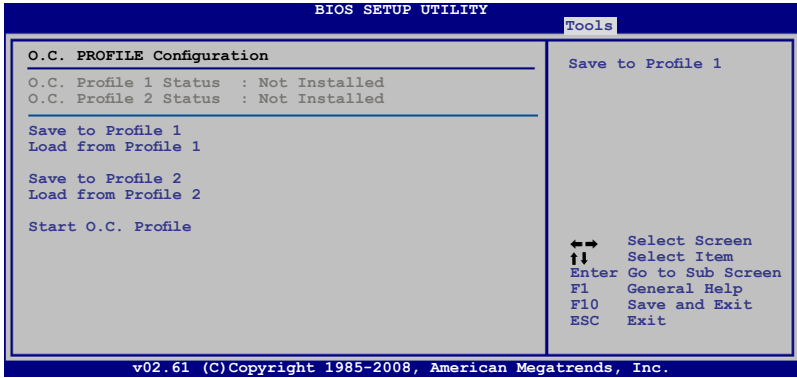 BIOS SETUP UTILITY
Tools
O.C. PROFILE Configuration
O.C. Profile 1 Status : Not Installed
O.C. Profile 2 Status : Not Installed
Save to Profile 1
Load from Profile 1
Save to Profile 2
Load from Profile 2
Start O.C. Profile
Save to Profile 1
←→ Select Screen
↑↓ Select Item
Enter Go to Sub Screen
F1 General Help
F10 Save and Exit
ESC Exit
v02.61 (C)Copyright 1985-2008, American Megatrends, Inc.